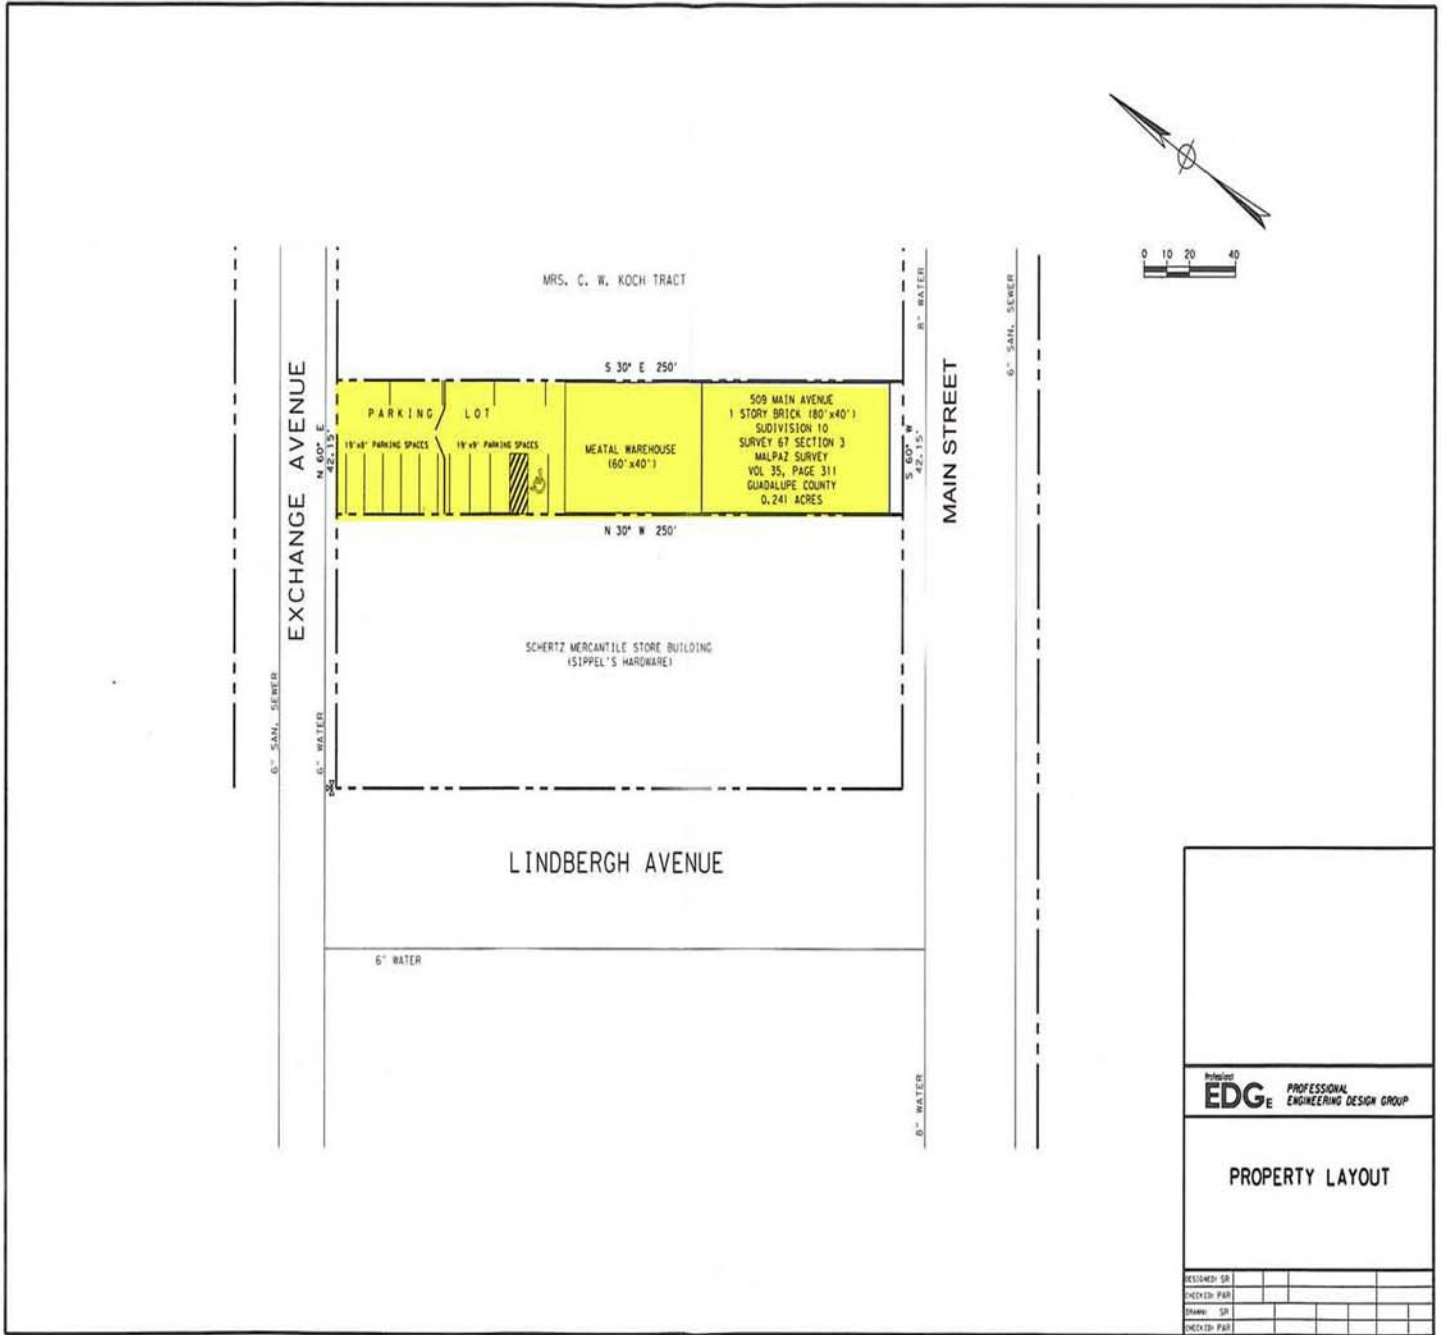 0 10 20 40
MRS. C. W. KOCH TRACT
8" WATER
6" SAN. SEWER
S 30° E 250'
EXCHANGE AVENUE
N 60° E
42.15'
PARKING LOT
19'x8' PARKING SPACES
19'x9' PARKING SPACES
MEATAL WAREHOUSE
(60'x40')
509 MAIN AVENUE
1 STORY BRICK (80'x40')
SUDIVISION 10
SURVEY 67 SECTION 3
MALPAZ SURVEY
VOL 35, PAGE 311
GUADALUPE COUNTY
0.241 ACRES
S 60° W
42.15'
MAIN STREET
N 30° W 250'
SCHERTZ MERCANTILE STORE BUILDING
(SIPPEL'S HARDWARE)
6" SAN. SEWER
6" WATER
LINDBERGH AVENUE
6" WATER
8" WATER
Professional
EDGE
PROFESSIONAL
ENGINEERING DESIGN GROUP
PROPERTY LAYOUT
DESIGNED: SR
CHECKED: PAR
DRAWN: SR
CHECKED: PAR